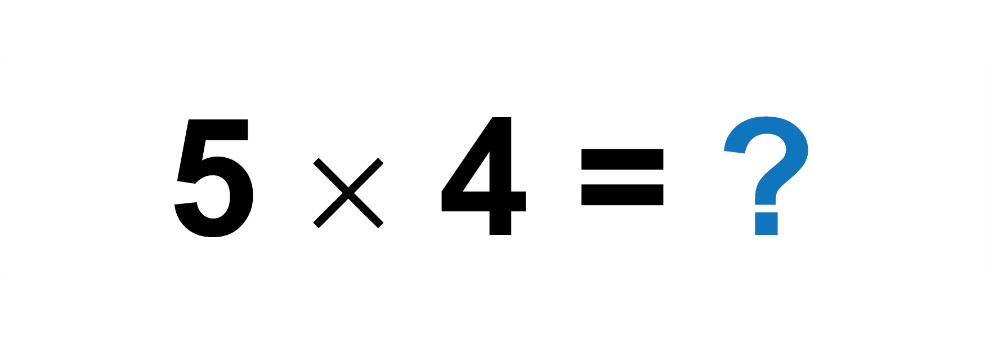 5 × 4 = ?